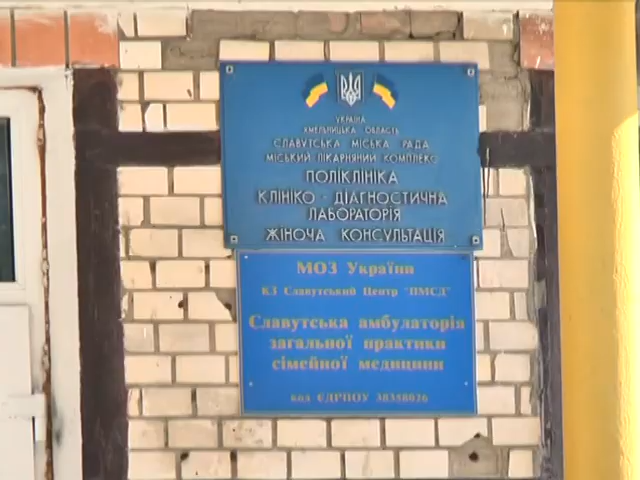 УКРАЇНА
ХМЕЛЬНИЦЬКА ОБЛАСТЬ
СЛАВУТСЬКА МІСЬКА РАДА
МІСЬКИЙ ЛІКАРНЯНИЙ КОМПЛЕКС
ПОЛІКЛІНІКА
КЛІНІКО - ДІАГНОСТИЧНА
ЛАБОРАТОРІЯ
ЖІНОЧА КОНСУЛЬТАЦІЯ
МОЗ України
КЗ Славутський Центр "ПМСД"
Славутська амбулаторія
загальної практики
сімейної медицини
код ЄДРПОУ